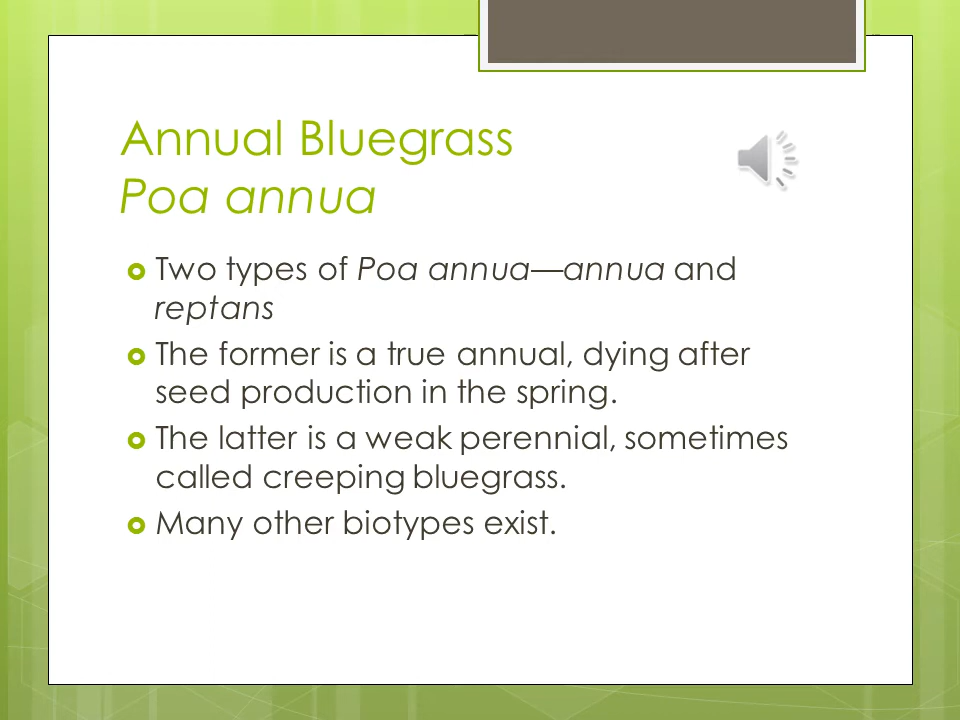 Annual Bluegrass
Poa annua
Two types of Poa annua—annua and
reptans
The former is a true annual, dying after
seed production in the spring.
The latter is a weak perennial, sometimes
called creeping bluegrass.
Many other biotypes exist.